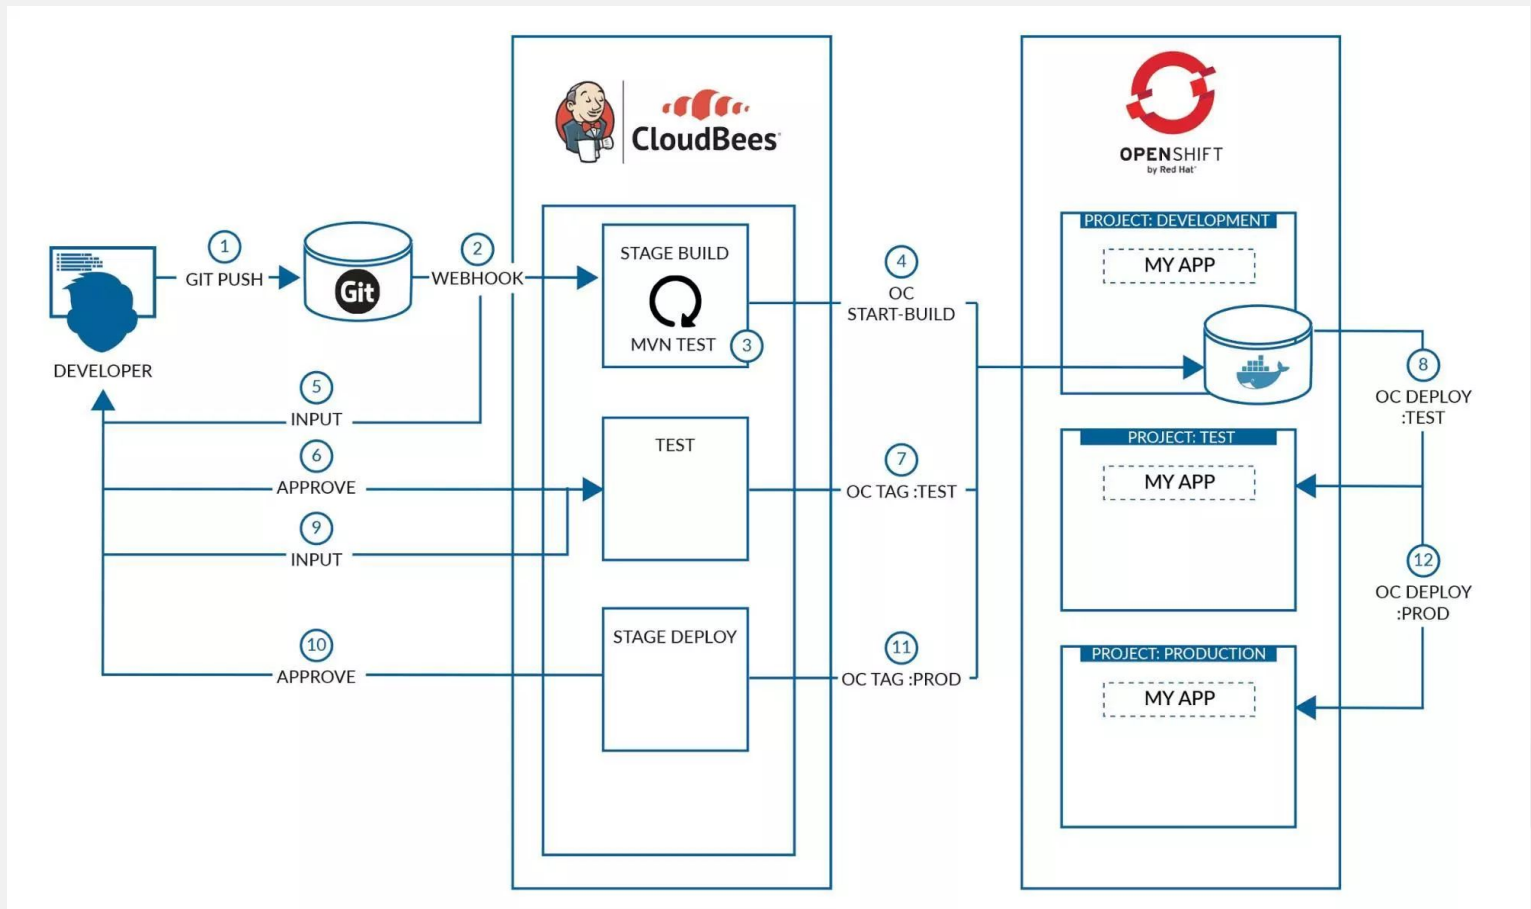 CloudBees
OPENSHIFT
by Red Hat
1
GIT PUSH
Git
2
WEBHOOK
DEVELOPER
STAGE BUILD
MVN TEST
3
4
OC
START-BUILD
PROJECT: DEVELOPMENT
MY APP
5
INPUT
6
APPROVE
TEST
7
OC TAG :TEST
8
OC DEPLOY
:TEST
PROJECT: TEST
MY APP
9
INPUT
10
APPROVE
STAGE DEPLOY
11
OC TAG :PROD
12
OC DEPLOY
:PROD
PROJECT: PRODUCTION
MY APP